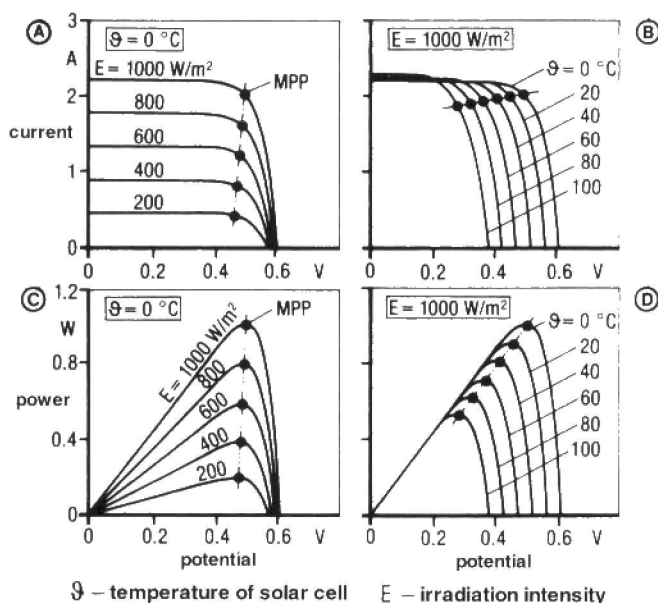 A
3
A
current
2
1
0
ϑ = 0 °C
E = 1000 W/m²
MPP
800
600
400
200
0 0.2 0.4 0.6 V
B
E = 1000 W/m²
ϑ = 0 °C
20
40
60
80
100
0 0.2 0.4 0.6 V
C
1.2
W
0.8
power
0.4
0
ϑ = 0 °C
MPP
E = 1000 W/m²
800
600
400
200
0 0.2 0.4 0.6 V
potential
D
E = 1000 W/m²
ϑ = 0 °C
20
40
60
80
100
0 0.2 0.4 0.6 V
potential
ϑ – temperature of solar cell E – irradiation intensity